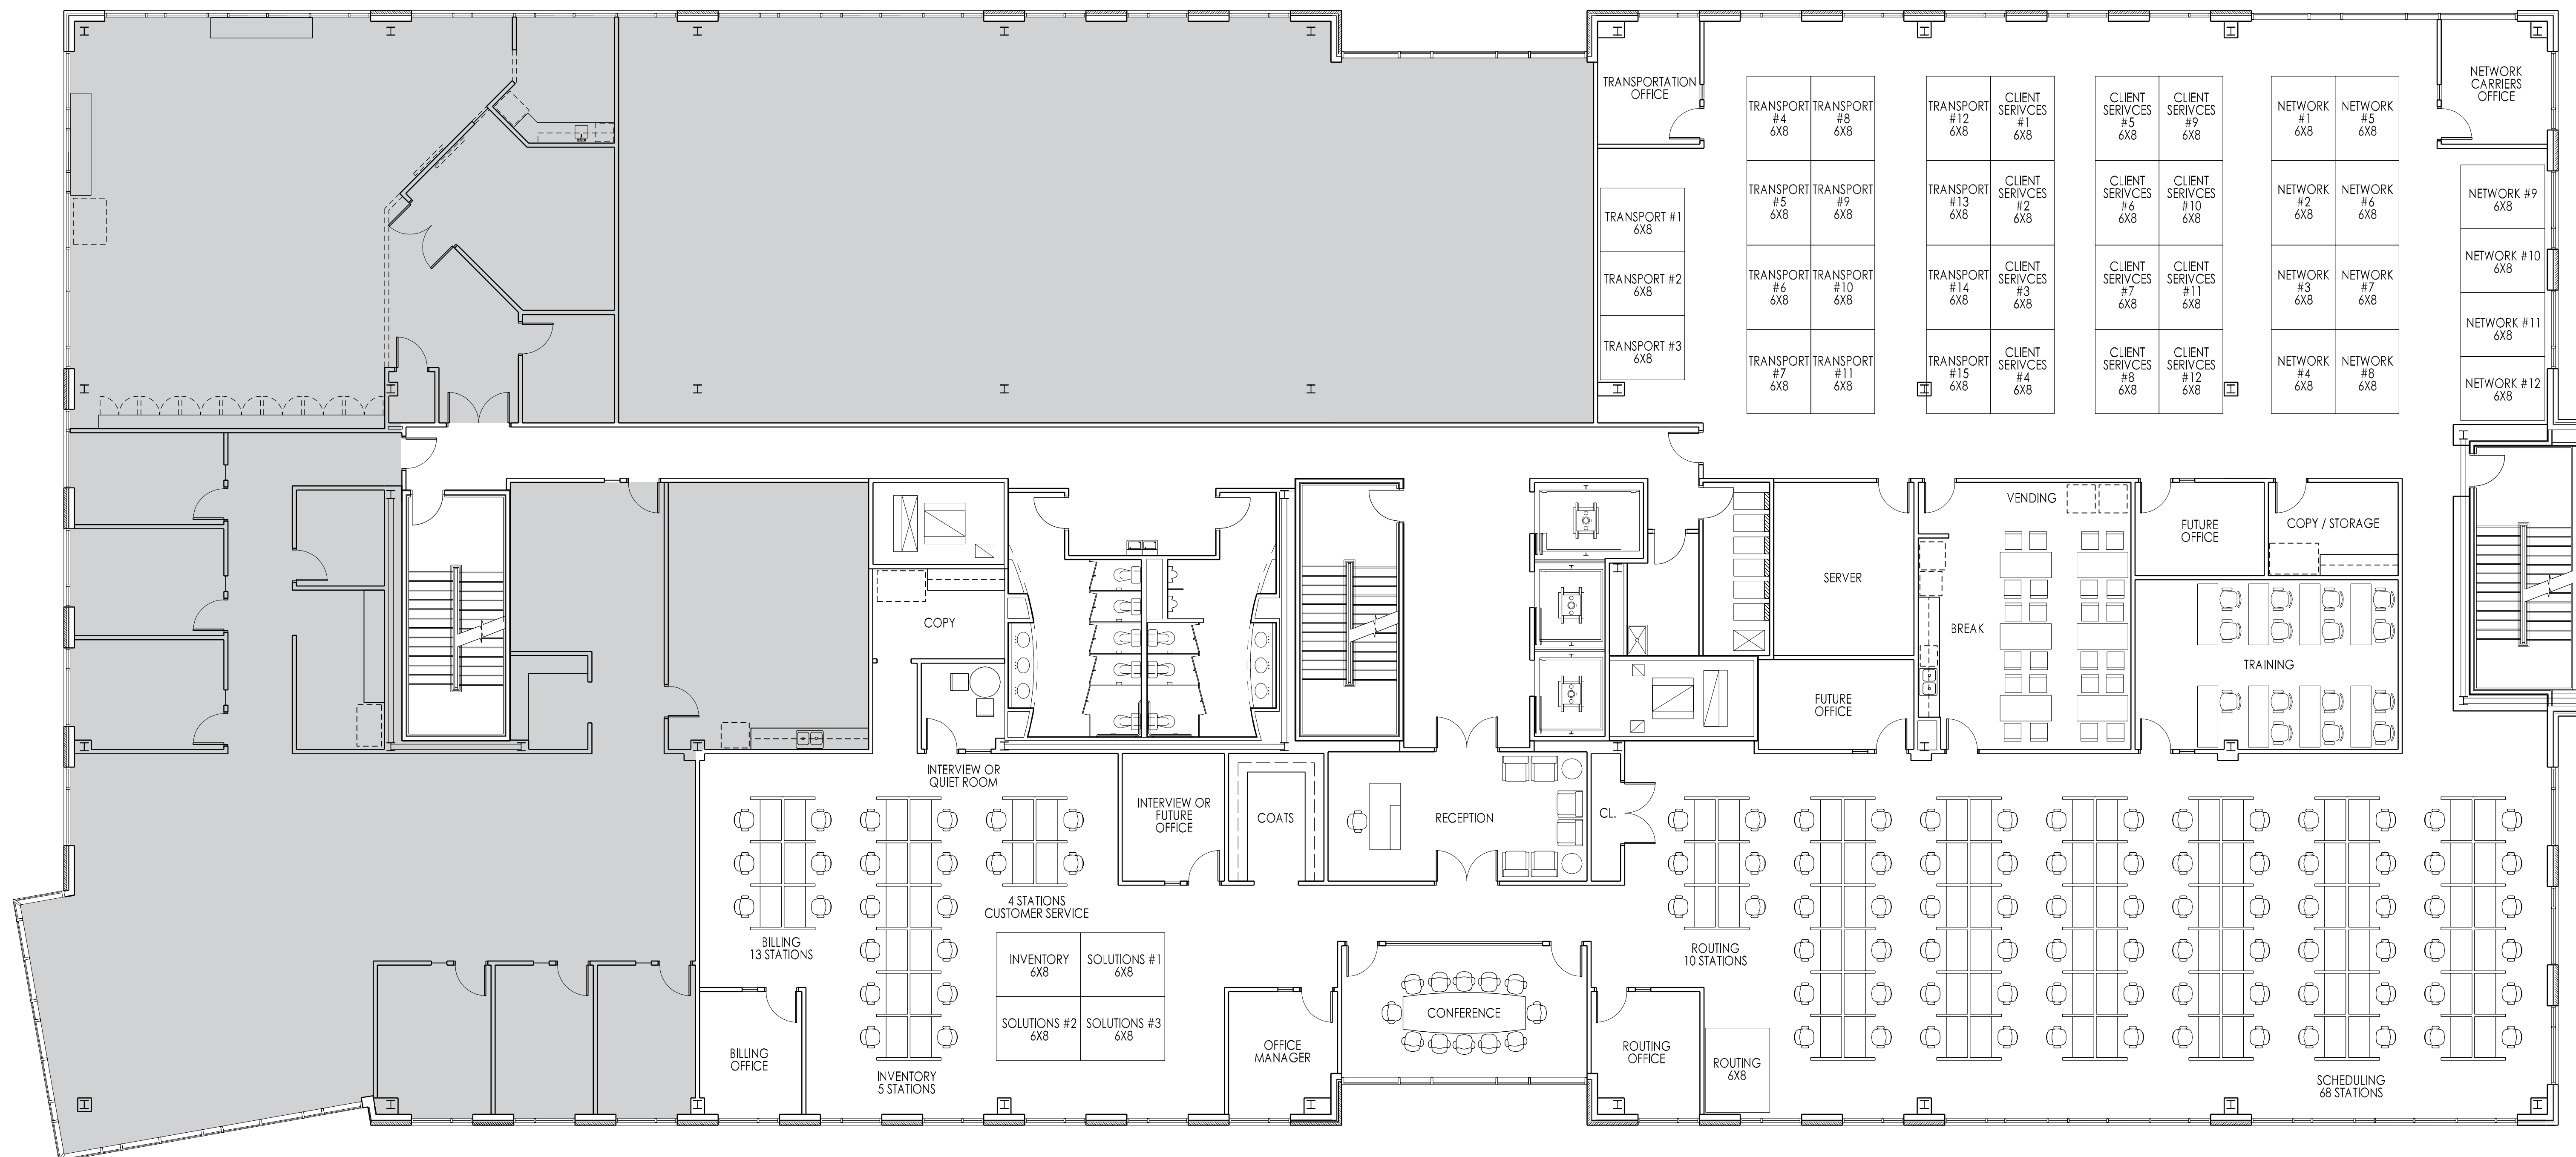 TRANSPORTATION
OFFICE
NETWORK
CARRIERS
OFFICE
TRANSPORT
#4
6X8
TRANSPORT
#8
6X8
TRANSPORT
#12
6X8
CLIENT
SERIVCES
#1
6X8
CLIENT
SERIVCES
#5
6X8
CLIENT
SERIVCES
#9
6X8
NETWORK
#1
6X8
NETWORK
#5
6X8
TRANSPORT
#5
6X8
TRANSPORT
#9
6X8
TRANSPORT
#13
6X8
CLIENT
SERIVCES
#2
6X8
CLIENT
SERIVCES
#6
6X8
CLIENT
SERIVCES
#10
6X8
NETWORK
#2
6X8
NETWORK
#6
6X8
TRANSPORT
#6
6X8
TRANSPORT
#10
6X8
TRANSPORT
#14
6X8
CLIENT
SERIVCES
#3
6X8
CLIENT
SERIVCES
#7
6X8
CLIENT
SERIVCES
#11
6X8
NETWORK
#3
6X8
NETWORK
#7
6X8
TRANSPORT
#7
6X8
TRANSPORT
#11
6X8
TRANSPORT
#15
6X8
CLIENT
SERIVCES
#4
6X8
CLIENT
SERIVCES
#8
6X8
CLIENT
SERIVCES
#12
6X8
NETWORK
#4
6X8
NETWORK
#8
6X8
TRANSPORT #1
6X8
TRANSPORT #2
6X8
TRANSPORT #3
6X8
NETWORK #9
6X8
NETWORK #10
6X8
NETWORK #11
6X8
NETWORK #12
6X8
VENDING
FUTURE
OFFICE
COPY / STORAGE
SERVER
COPY
BREAK
TRAINING
FUTURE
OFFICE
INTERVIEW OR
QUIET ROOM
INTERVIEW OR
FUTURE
OFFICE
COATS
RECEPTION
CL.
4 STATIONS
CUSTOMER SERVICE
BILLING
13 STATIONS
ROUTING
10 STATIONS
INVENTORY
6X8
SOLUTIONS #1
6X8
SOLUTIONS #2
6X8
SOLUTIONS #3
6X8
CONFERENCE
BILLING
OFFICE
INVENTORY
5 STATIONS
OFFICE
MANAGER
ROUTING
OFFICE
ROUTING
6X8
SCHEDULING
68 STATIONS